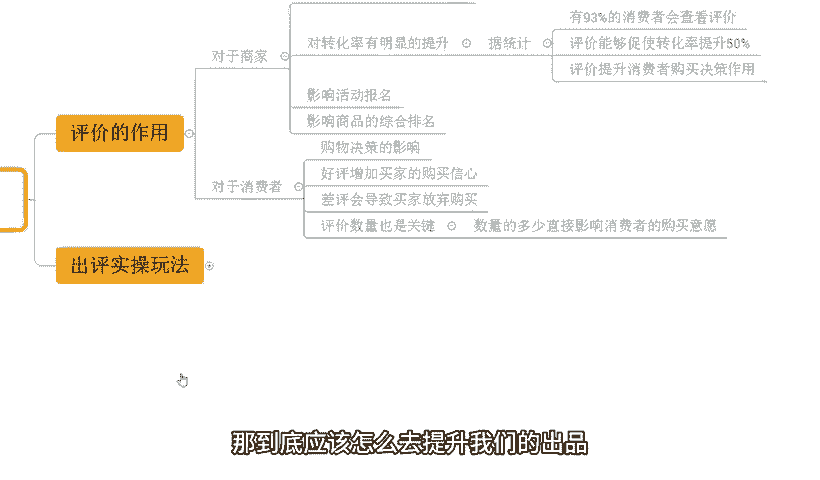 有93%的消费者会查看评价
对转化率有明显的提升
据统计
评价能够促使转化率提升50%
对于商家
评价提升消费者购买决策作用
影响活动报名
影响商品的综合排名
评价的作用
购物决策的影响
好评增加买家的购买信心
对于消费者
差评会导致买家放弃购买
评价数量也是关键
数量的多少直接影响消费者的购买意愿
出评实操玩法
那到底应该怎么去提升我们的出品